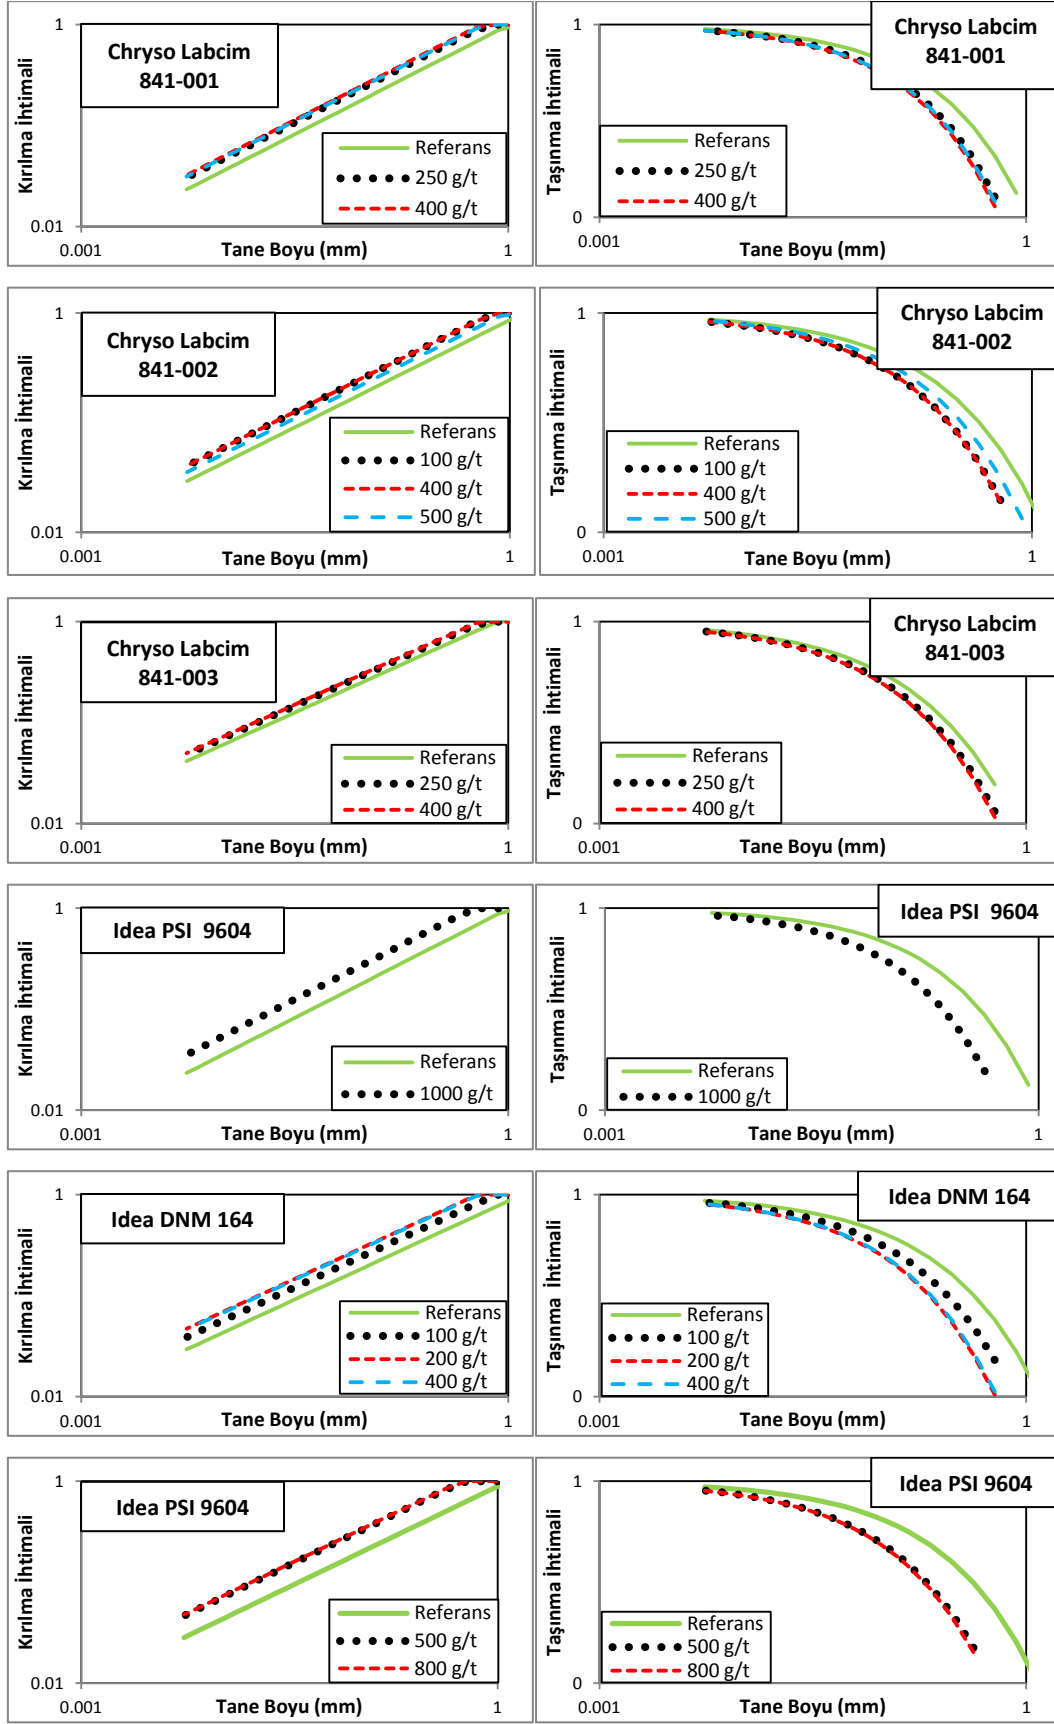 Kırılma İhtimali
1
0.01
0.001
1
Tane Boyu (mm)
Chryso Labcim
841-001
Referans
250 g/t
400 g/t
Taşınma İhtimali
1
0
0.001
1
Tane Boyu (mm)
Chryso Labcim
841-001
Referans
250 g/t
400 g/t
Kırılma İhtimali
1
0.01
0.001
1
Tane Boyu (mm)
Chryso Labcim
841-002
Referans
100 g/t
400 g/t
500 g/t
Taşınma İhtimali
1
0
0.001
1
Tane Boyu (mm)
Chryso Labcim
841-002
Referans
100 g/t
400 g/t
500 g/t
Kırılma İhtimali
1
0.01
0.001
1
Tane Boyu (mm)
Chryso Labcim
841-003
Referans
250 g/t
400 g/t
Taşınma İhtimali
1
0
0.001
1
Tane Boyu (mm)
Chryso Labcim
841-003
Referans
250 g/t
400 g/t
Kırılma İhtimali
1
0.01
0.001
1
Tane Boyu (mm)
Idea PSI 9604
Referans
1000 g/t
Taşınma İhtimali
1
0
0.001
1
Tane Boyu (mm)
Idea PSI 9604
Referans
1000 g/t
Kırılma İhtimali
1
0.01
0.001
1
Tane Boyu (mm)
Idea DNM 164
Referans
100 g/t
200 g/t
400 g/t
Taşınma İhtimali
1
0
0.001
1
Tane Boyu (mm)
Idea DNM 164
Referans
100 g/t
200 g/t
400 g/t
Kırılma İhtimali
1
0.01
0.001
1
Tane Boyu (mm)
Idea PSI 9604
Referans
500 g/t
800 g/t
Taşınma İhtimali
1
0
0.001
1
Tane Boyu (mm)
Idea PSI 9604
Referans
500 g/t
800 g/t